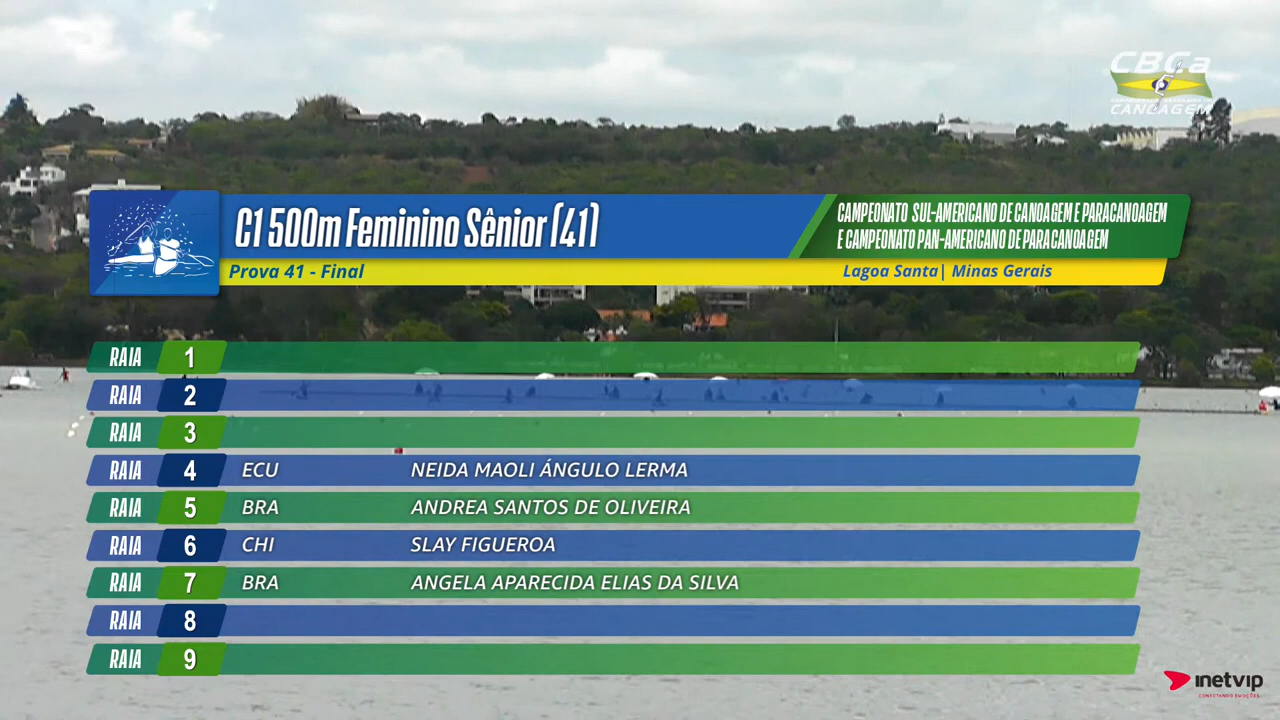 CBCa
CANOAGEM
C1 500m Feminino Sênior (41)
CAMPEONATO SUL-AMERICANO DE CANOAGEM E PARACANOAGEM
E CAMPEONATO PAN-AMERICANO DE PARACANOAGEM
Prova 41 - Final
Lagoa Santa| Minas Gerais
RAIA 1
RAIA 2
RAIA 3
RAIA 4 ECU NEIDA MAOLI ÁNGULO LERMA
RAIA 5 BRA ANDREA SANTOS DE OLIVEIRA
RAIA 6 CHI SLAY FIGUEROA
RAIA 7 BRA ANGELA APARECIDA ELIAS DA SILVA
RAIA 8
RAIA 9
inetvip
CONECTANDO EMOÇÕES